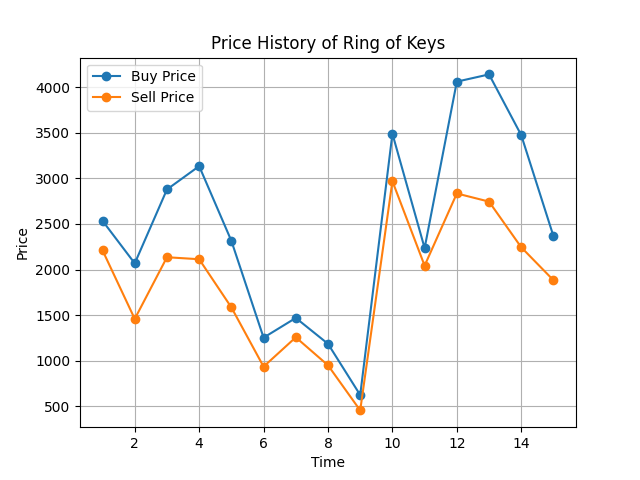 Price History of Ring of Keys
Buy Price
Sell Price
Price
4000
3500
3000
2500
2000
1500
1000
500
2 4 6 8 10 12 14
Time